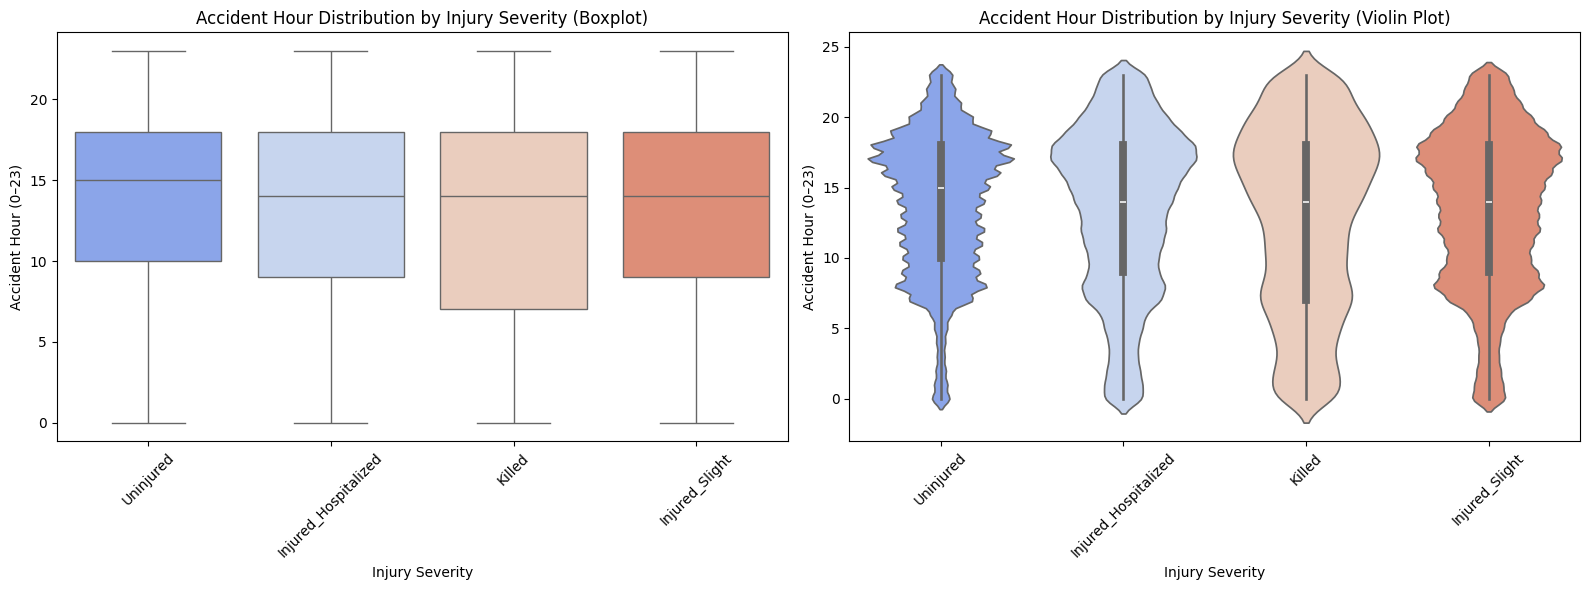 Accident Hour Distribution by Injury Severity (Boxplot)
Accident Hour (0–23)
20
15
10
5
0
Uninjured
Injured_Hospitalized
Killed
Injured_Slight
Injury Severity
Accident Hour Distribution by Injury Severity (Violin Plot)
Accident Hour (0–23)
25
20
15
10
5
0
Uninjured
Injured_Hospitalized
Killed
Injured_Slight
Injury Severity